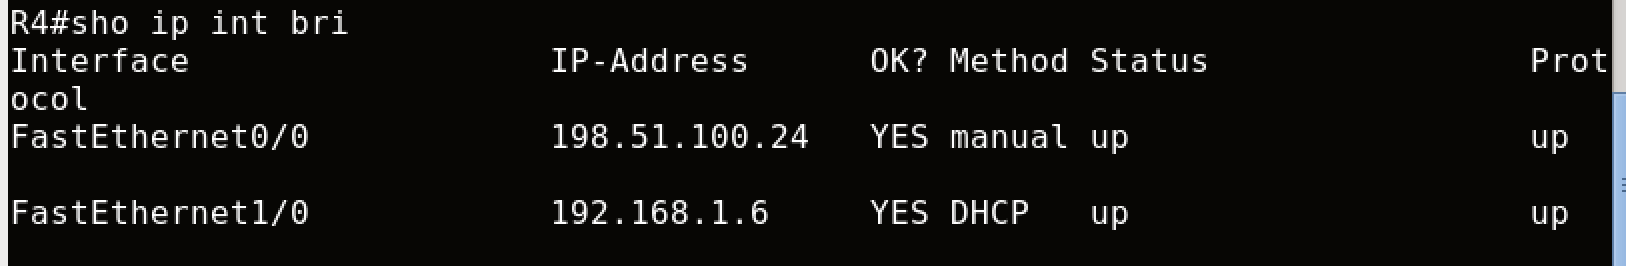 R4#sho ip int bri
Interface                  IP-Address      OK? Method Status                Prot
ocol
FastEthernet0/0            198.51.100.24   YES manual up                    up
FastEthernet1/0            192.168.1.6     YES DHCP   up                    up